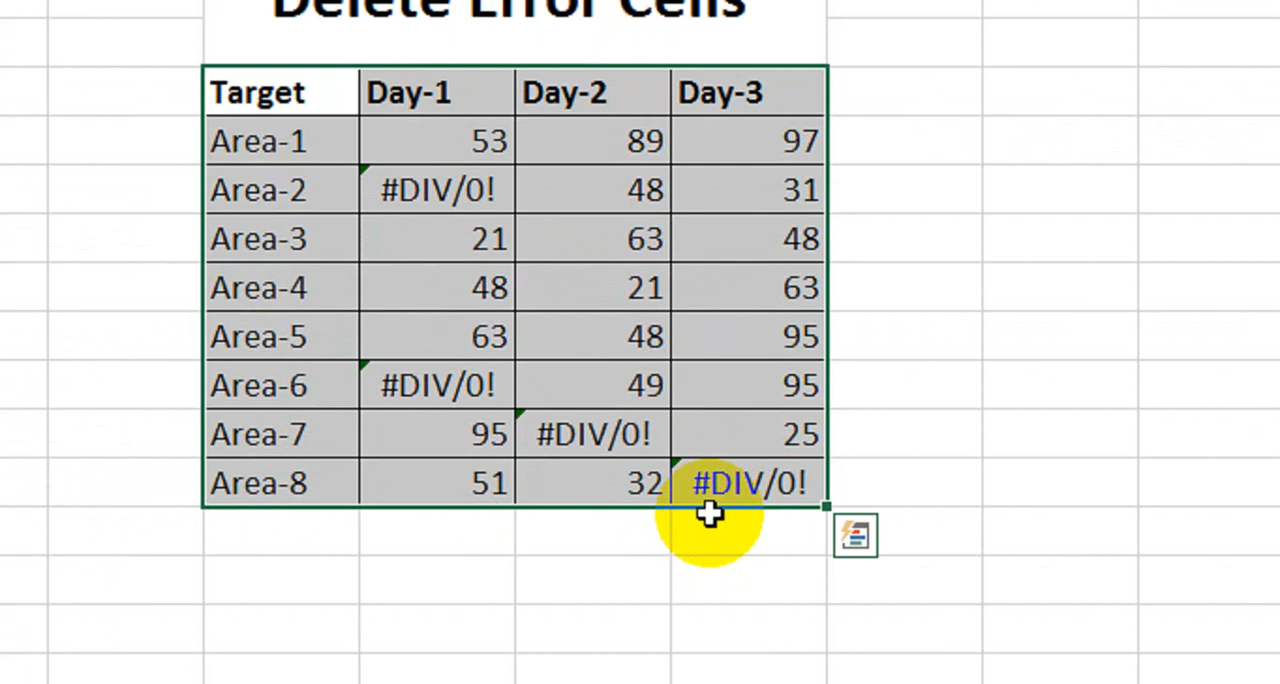 Delete Error Cells
Target Day-1 Day-2 Day-3
Area-1 53 89 97
Area-2 #DIV/0! 48 31
Area-3 21 63 48
Area-4 48 21 63
Area-5 63 48 95
Area-6 #DIV/0! 49 95
Area-7 95 #DIV/0! 25
Area-8 51 32 #DIV/0!